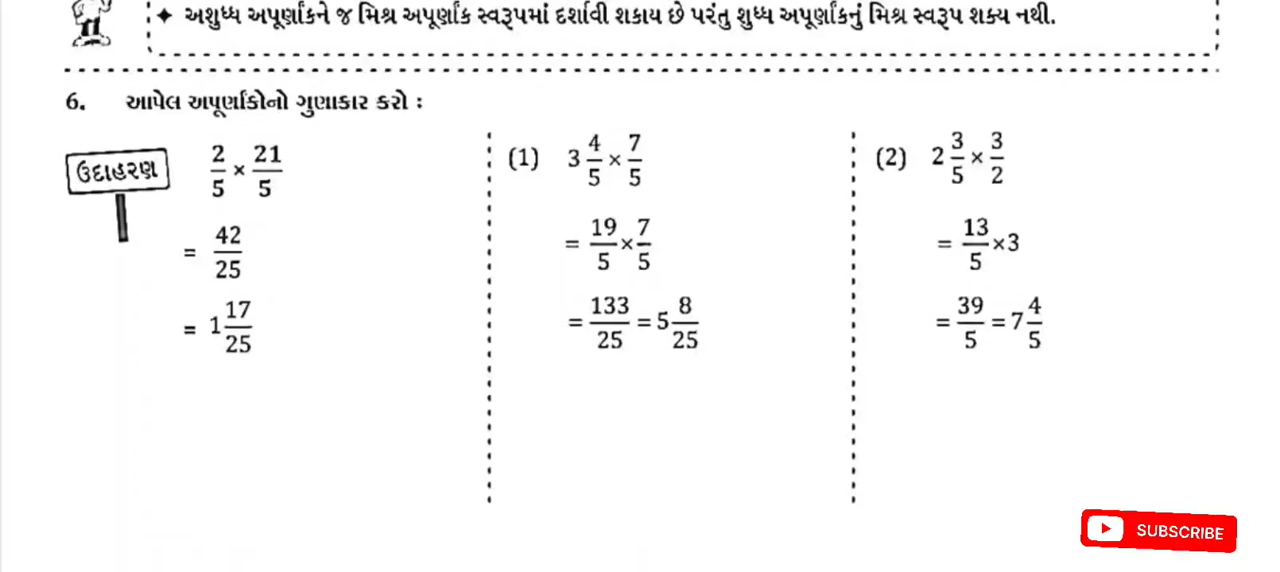 ✦ અશુધ્ધ અપૂર્ણાંકને જ મિશ્ર અપૂર્ણાંક સ્વરૂપમાં દર્શાવી શકાય છે પરંતુ શુધ્ધ અપૂર્ણાંકનું મિશ્ર સ્વરૂપ શક્ય નથી.
6. આપેલ અપૂર્ણાંકોનો ગુણાકાર કરો :
ઉદાહરણ
2/5 × 21/5
= 42/25
= 1 17/25
(1) 3 4/5 × 7/5
= 19/5 × 7/5
= 133/25 = 5 8/25
(2) 2 3/5 × 3/2
= 13/5 × 3
= 39/5 = 7 4/5
SUBSCRIBE